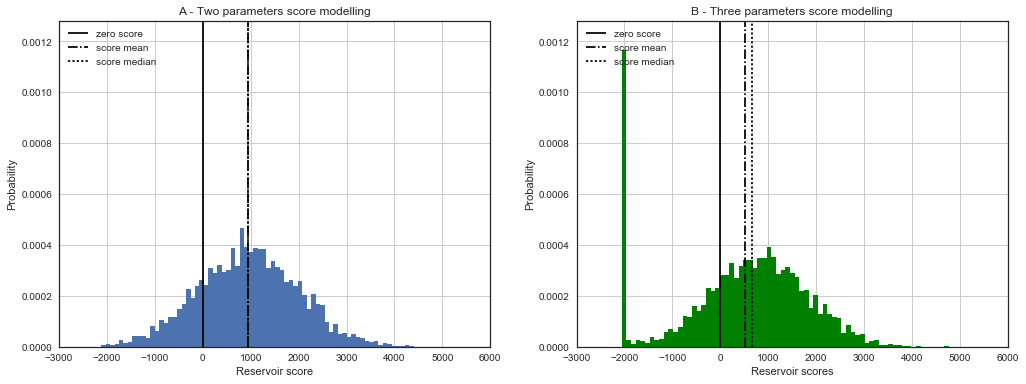 A - Two parameters score modelling
zero score
score mean
score median
0.0012
0.0010
0.0008
0.0006
0.0004
0.0002
0.0000
Probability
-3000 -2000 -1000 0 1000 2000 3000 4000 5000 6000
Reservoir score
B - Three parameters score modelling
zero score
score mean
score median
0.0012
0.0010
0.0008
0.0006
0.0004
0.0002
0.0000
Probability
-3000 -2000 -1000 0 1000 2000 3000 4000 5000 6000
Reservoir scores